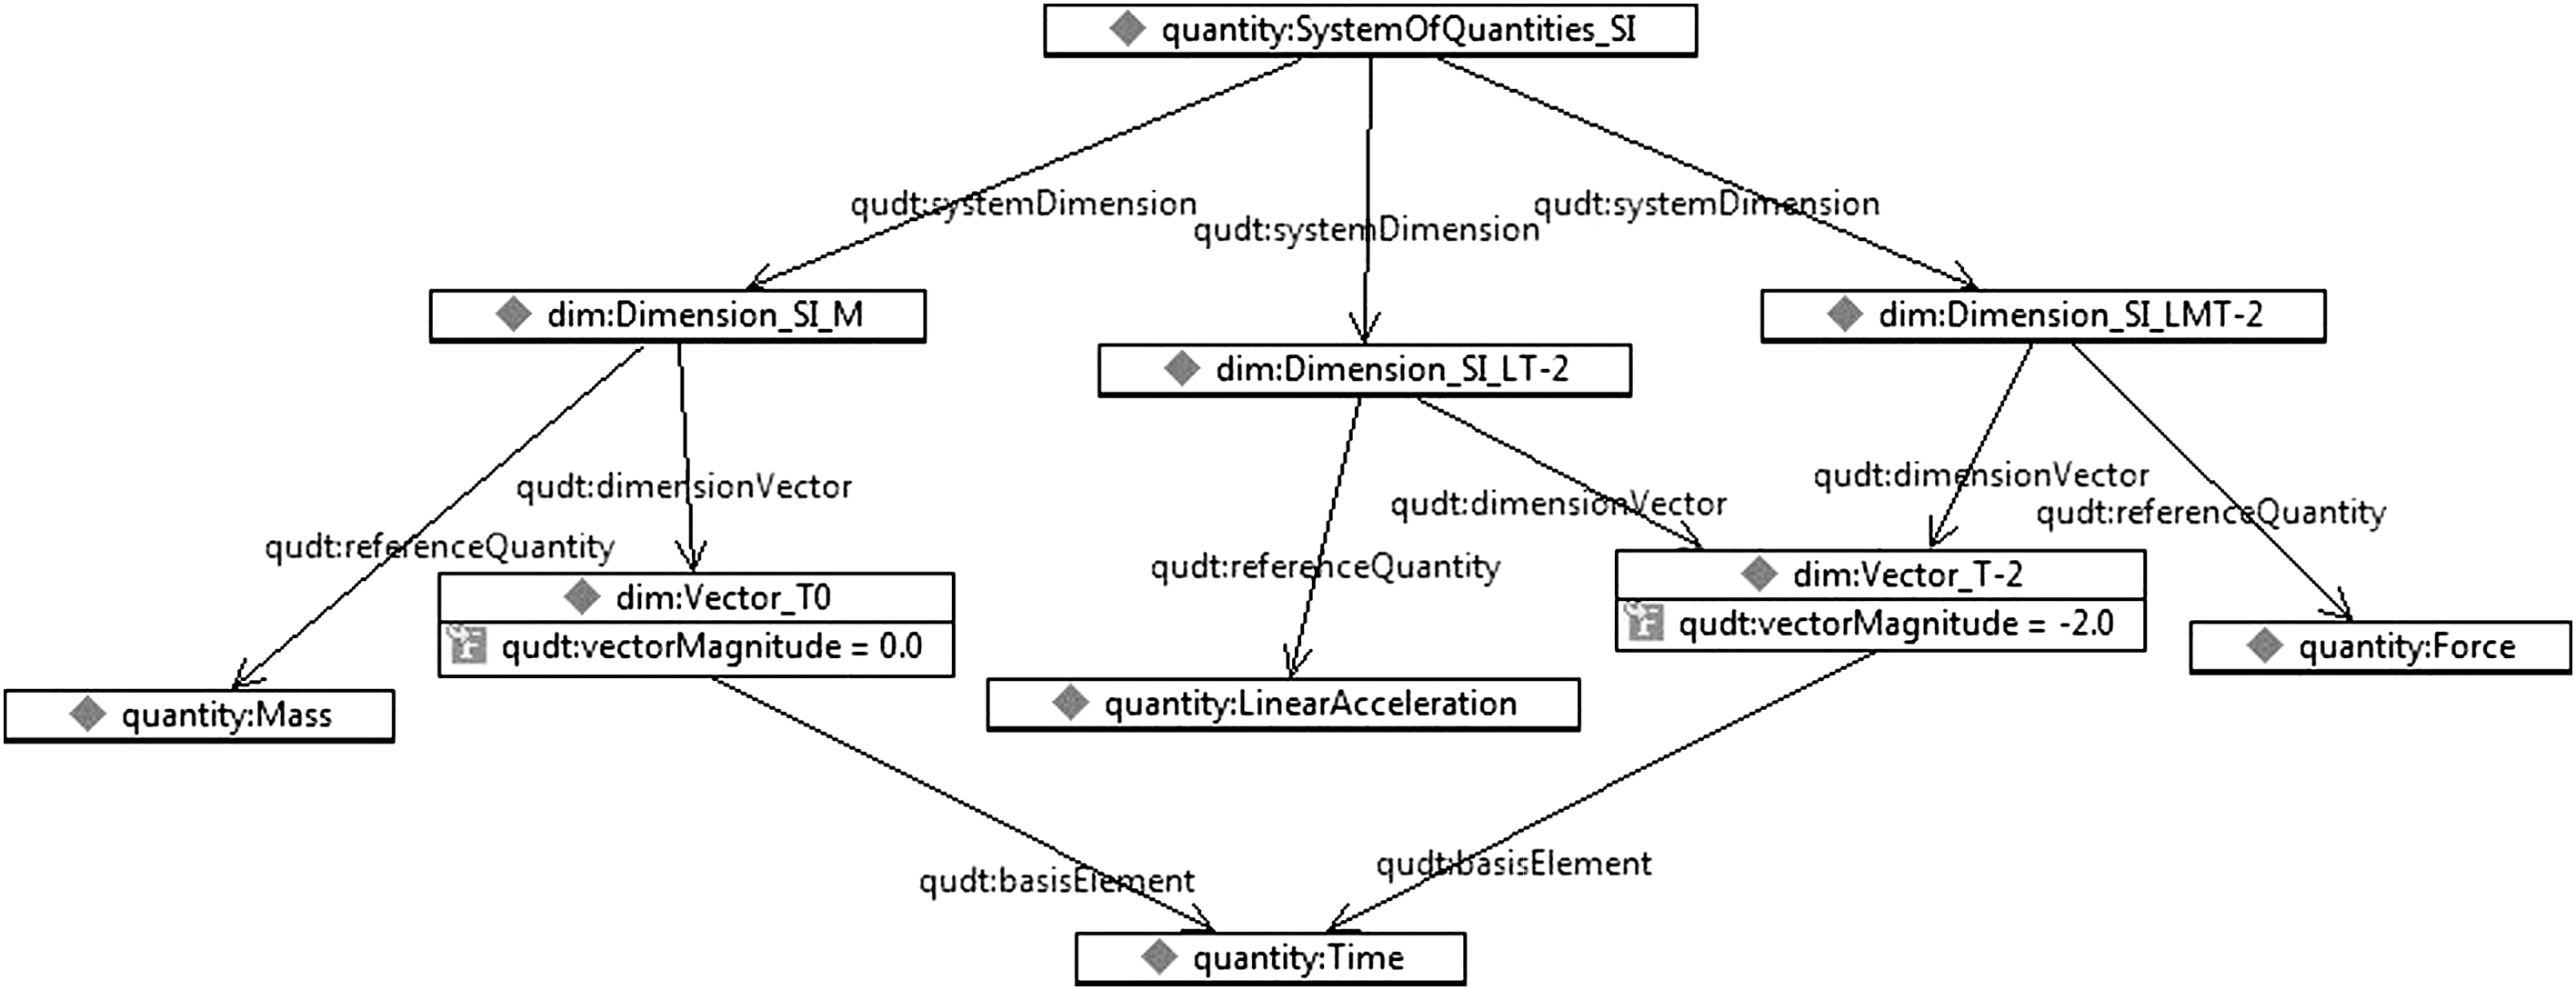 quantity:SystemOfQuantities_SI
qudt:systemDimension
qudt:systemDimension
qudt:systemDimension
dim:Dimension_SI_M
dim:Dimension_SI_LT-2
dim:Dimension_SI_LMT-2
qudt:referenceQuantity
qudt:dimensionVector
qudt:referenceQuantity
qudt:dimensionVector
qudt:dimensionVector
qudt:referenceQuantity
quantity:Mass
dim:Vector_T0
qudt:vectorMagnitude = 0.0
quantity:LinearAcceleration
dim:Vector_T-2
qudt:vectorMagnitude = -2.0
quantity:Force
qudt:basisElement
qudt:basisElement
quantity:Time